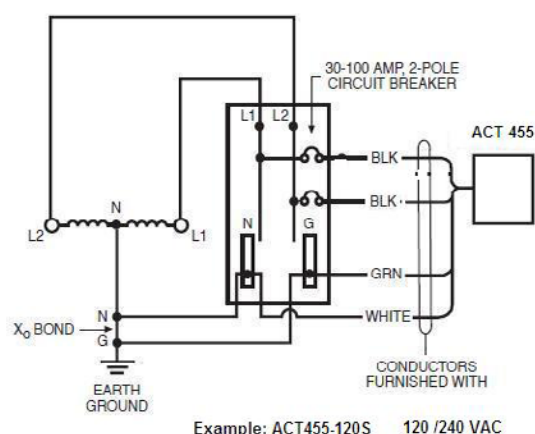 30-100 AMP, 2-POLE
CIRCUIT BREAKER
L1 L2
ACT 455
BLK
BLK
N
L2
L1
N G
GRN
WHITE
N
X₀ BOND
G
EARTH
GROUND
CONDUCTORS
FURNISHED WITH
Example: ACT455-120S 120 /240 VAC